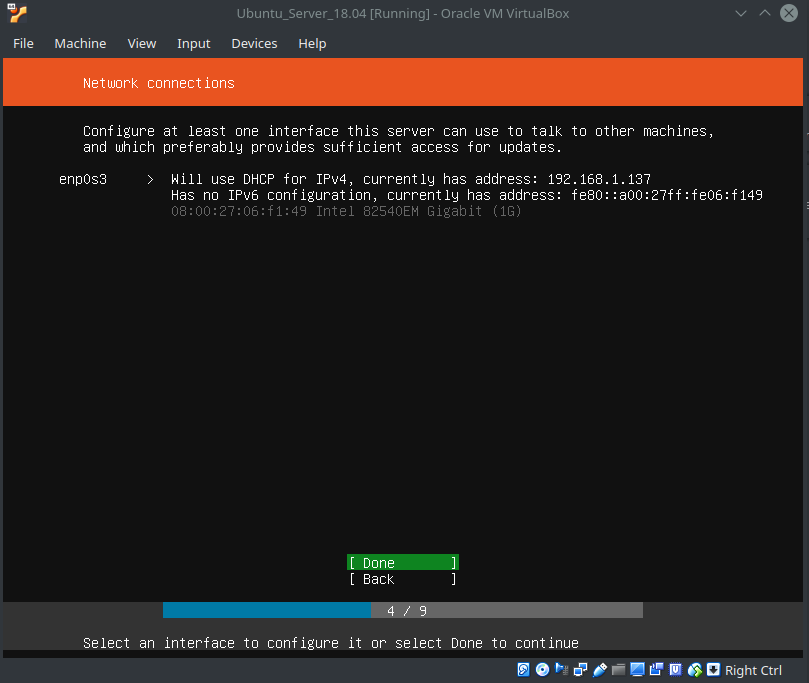 Ubuntu_Server_18.04 [Running] - Oracle VM VirtualBox
File Machine View Input Devices Help
Network connections
Configure at least one interface this server can use to talk to other machines,
and which preferably provides sufficient access for updates.
enp0s3 > Will use DHCP for IPv4, currently has address: 192.168.1.137
Has no IPv6 configuration, currently has address: fe80::a00:27ff:fe06:f149
08:00:27:06:f1:49 Intel 82540EM Gigabit (1G)
[ Done ]
[ Back ]
4 / 9
Select an interface to configure it or select Done to continue
Right Ctrl